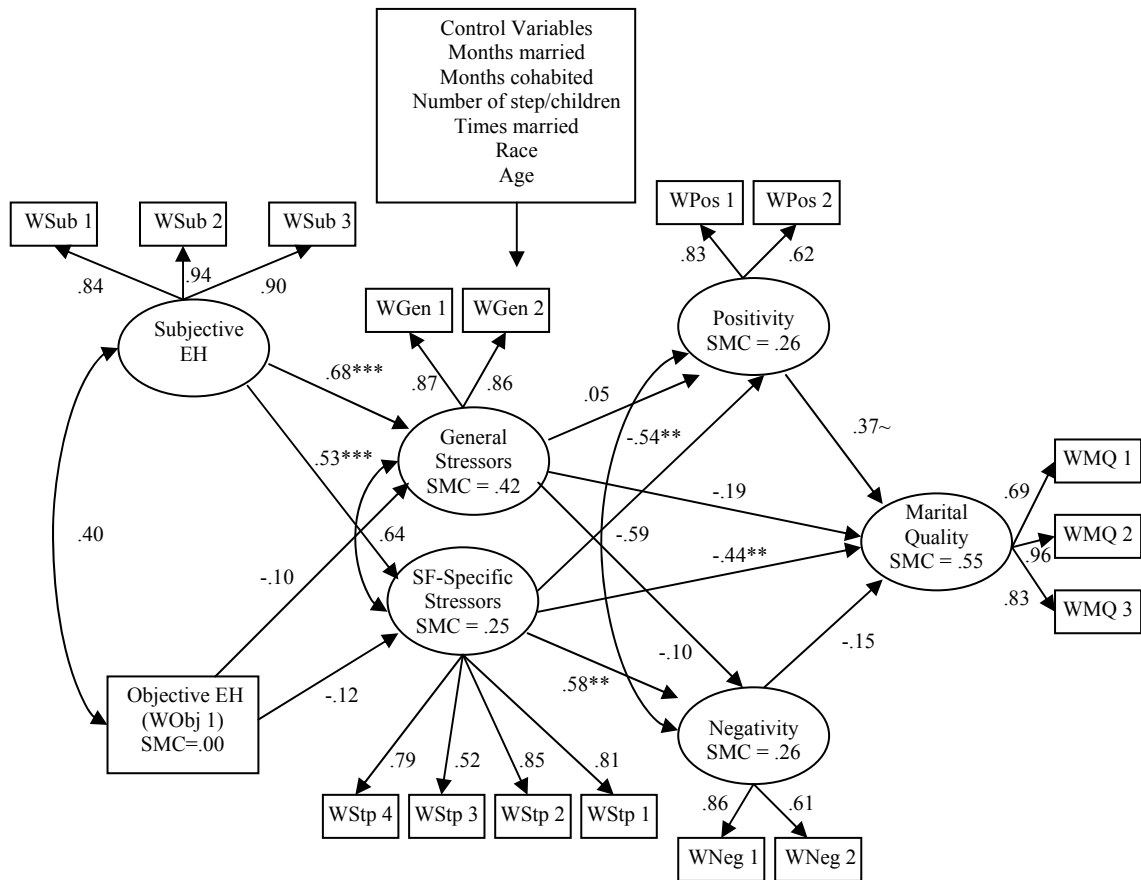 Control Variables
Months married
Months cohabited
Number of step/children
Times married
Race
Age
WSub 1
WSub 2
WSub 3
.84
.94
.90
Subjective
EH
WPos 1
WPos 2
.83
.62
Positivity
SMC = .26
WGen 1
WGen 2
.87
.86
General
Stressors
SMC = .42
.68***
.53***
.05
-.54**
.37~
-.19
-.59
-.44**
.40
.64
-.10
-.12
SF-Specific
Stressors
SMC = .25
Marital
Quality
SMC = .55
.69
.96
.83
WMQ 1
WMQ 2
WMQ 3
-.10
.58**
-.15
Objective EH
(WObj 1)
SMC=.00
Negativity
SMC = .26
.79
.52
.85
.81
WStp 4
WStp 3
WStp 2
WStp 1
.86
.61
WNeg 1
WNeg 2